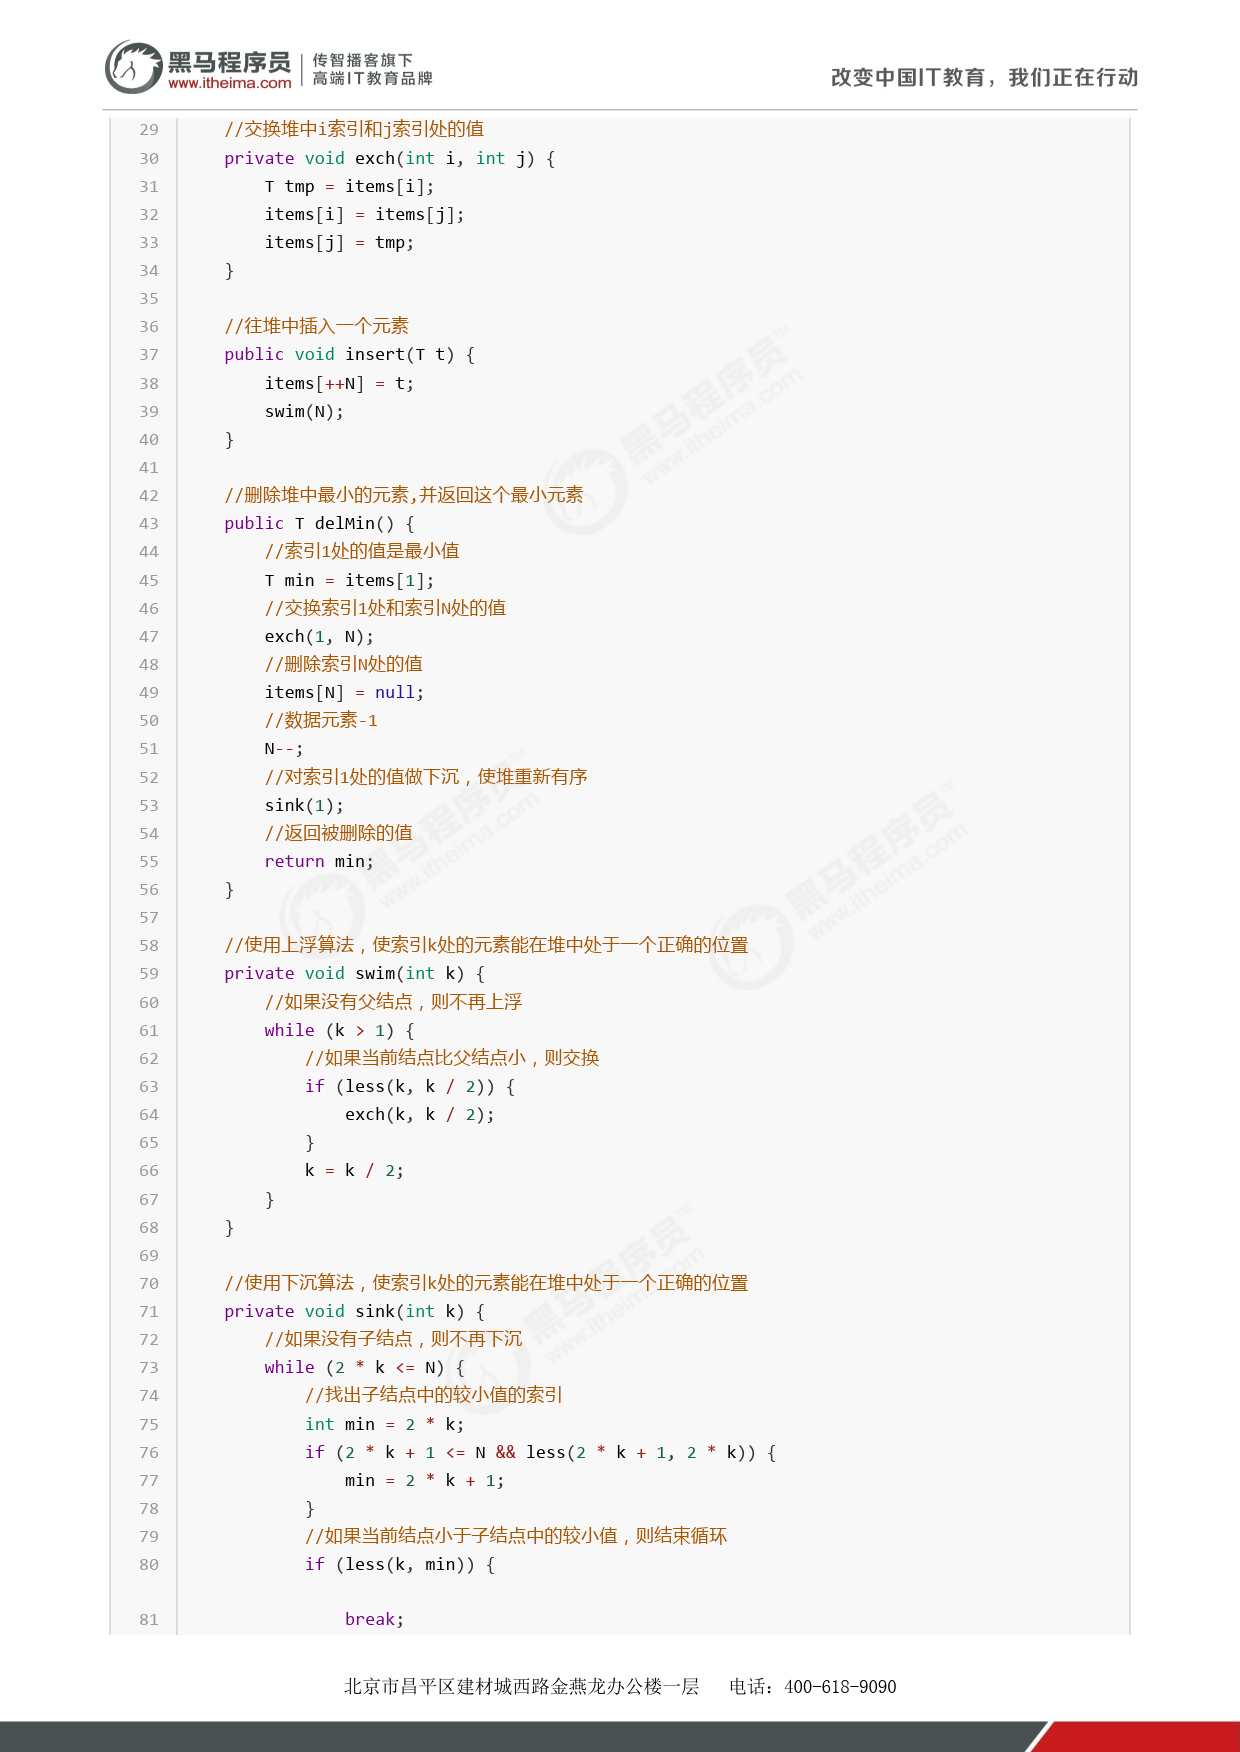 黑马程序员
www.itheima.com
传智播客旗下
高端IT教育品牌
改变中国IT教育，我们正在行动
29 //交换堆中i索引和j索引处的值
30 private void exch(int i, int j) {
31 T tmp = items[i];
32 items[i] = items[j];
33 items[j] = tmp;
34 }
35
36 //往堆中插入一个元素
37 public void insert(T t) {
38 items[++N] = t;
39 swim(N);
40 }
41
42 //删除堆中最小的元素,并返回这个最小元素
43 public T delMin() {
44 //索引1处的值是最小值
45 T min = items[1];
46 //交换索引1处和索引N处的值
47 exch(1, N);
48 //删除索引N处的值
49 items[N] = null;
50 //数据元素-1
51 N--;
52 //对索引1处的值做下沉，使堆重新有序
53 sink(1);
54 //返回被删除的值
55 return min;
56 }
57
58 //使用上浮算法，使索引k处的元素能在堆中处于一个正确的位置
59 private void swim(int k) {
60 //如果没有父结点，则不再上浮
61 while (k > 1) {
62 //如果当前结点比父结点小，则交换
63 if (less(k, k / 2)) {
64 exch(k, k / 2);
65 }
66 k = k / 2;
67 }
68 }
69
70 //使用下沉算法，使索引k处的元素能在堆中处于一个正确的位置
71 private void sink(int k) {
72 //如果没有子结点，则不再下沉
73 while (2 * k <= N) {
74 //找出子结点中的较小值的索引
75 int min = 2 * k;
76 if (2 * k + 1 <= N && less(2 * k + 1, 2 * k)) {
77 min = 2 * k + 1;
78 }
79 //如果当前结点小于子结点中的较小值，则结束循环
80 if (less(k, min)) {
81 break;
北京市昌平区建材城西路金燕龙办公楼一层 电话：400-618-9090